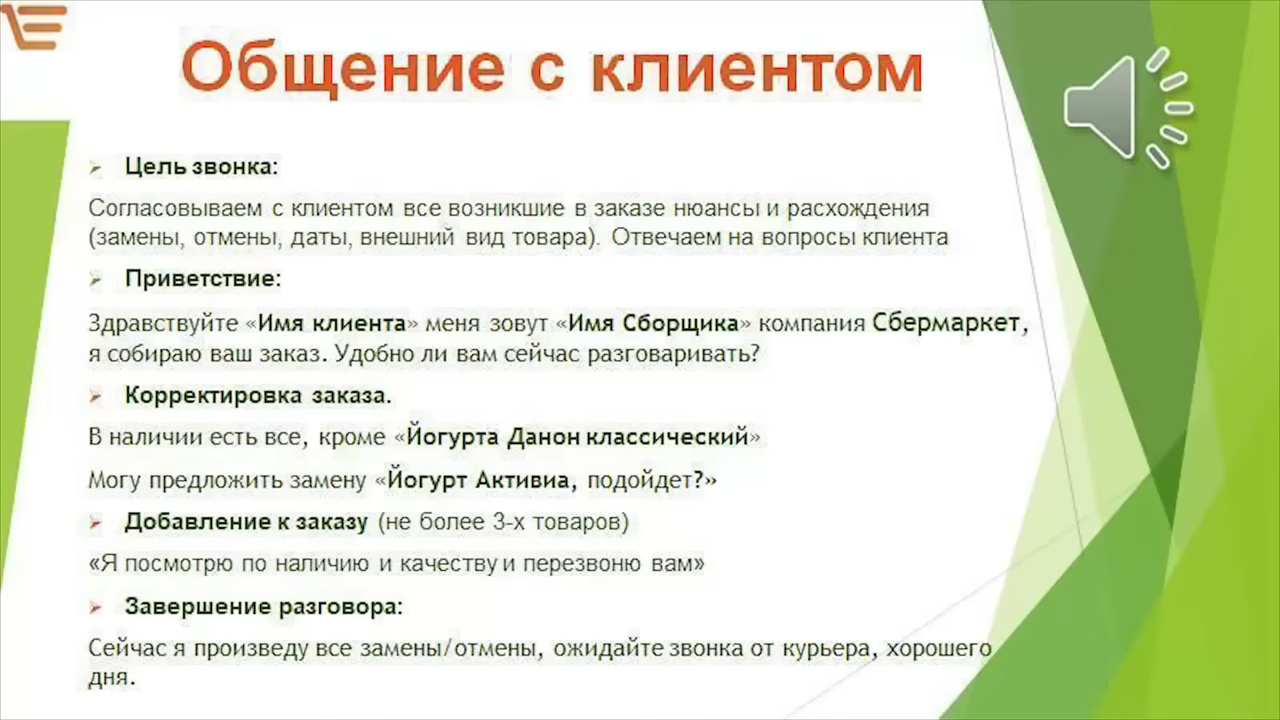 Общение с клиентом
Цель звонка:
Согласовываем с клиентом все возникшие в заказе нюансы и расхождения
(замены, отмены, даты, внешний вид товара). Отвечаем на вопросы клиента
Приветствие:
Здравствуйте «Имя клиента» меня зовут «Имя Сборщика» компания Сбермаркет,
я собираю ваш заказ. Удобно ли вам сейчас разговаривать?
Корректировка заказа.
В наличии есть все, кроме «Йогурта Данон классический»
Могу предложить замену «Йогурт Активиа, подойдет?»
Добавление к заказу (не более 3-х товаров)
«Я посмотрю по наличию и качеству и перезвоню вам»
Завершение разговора:
Сейчас я произведу все замены/отмены, ожидайте звонка от курьера, хорошего
дня.